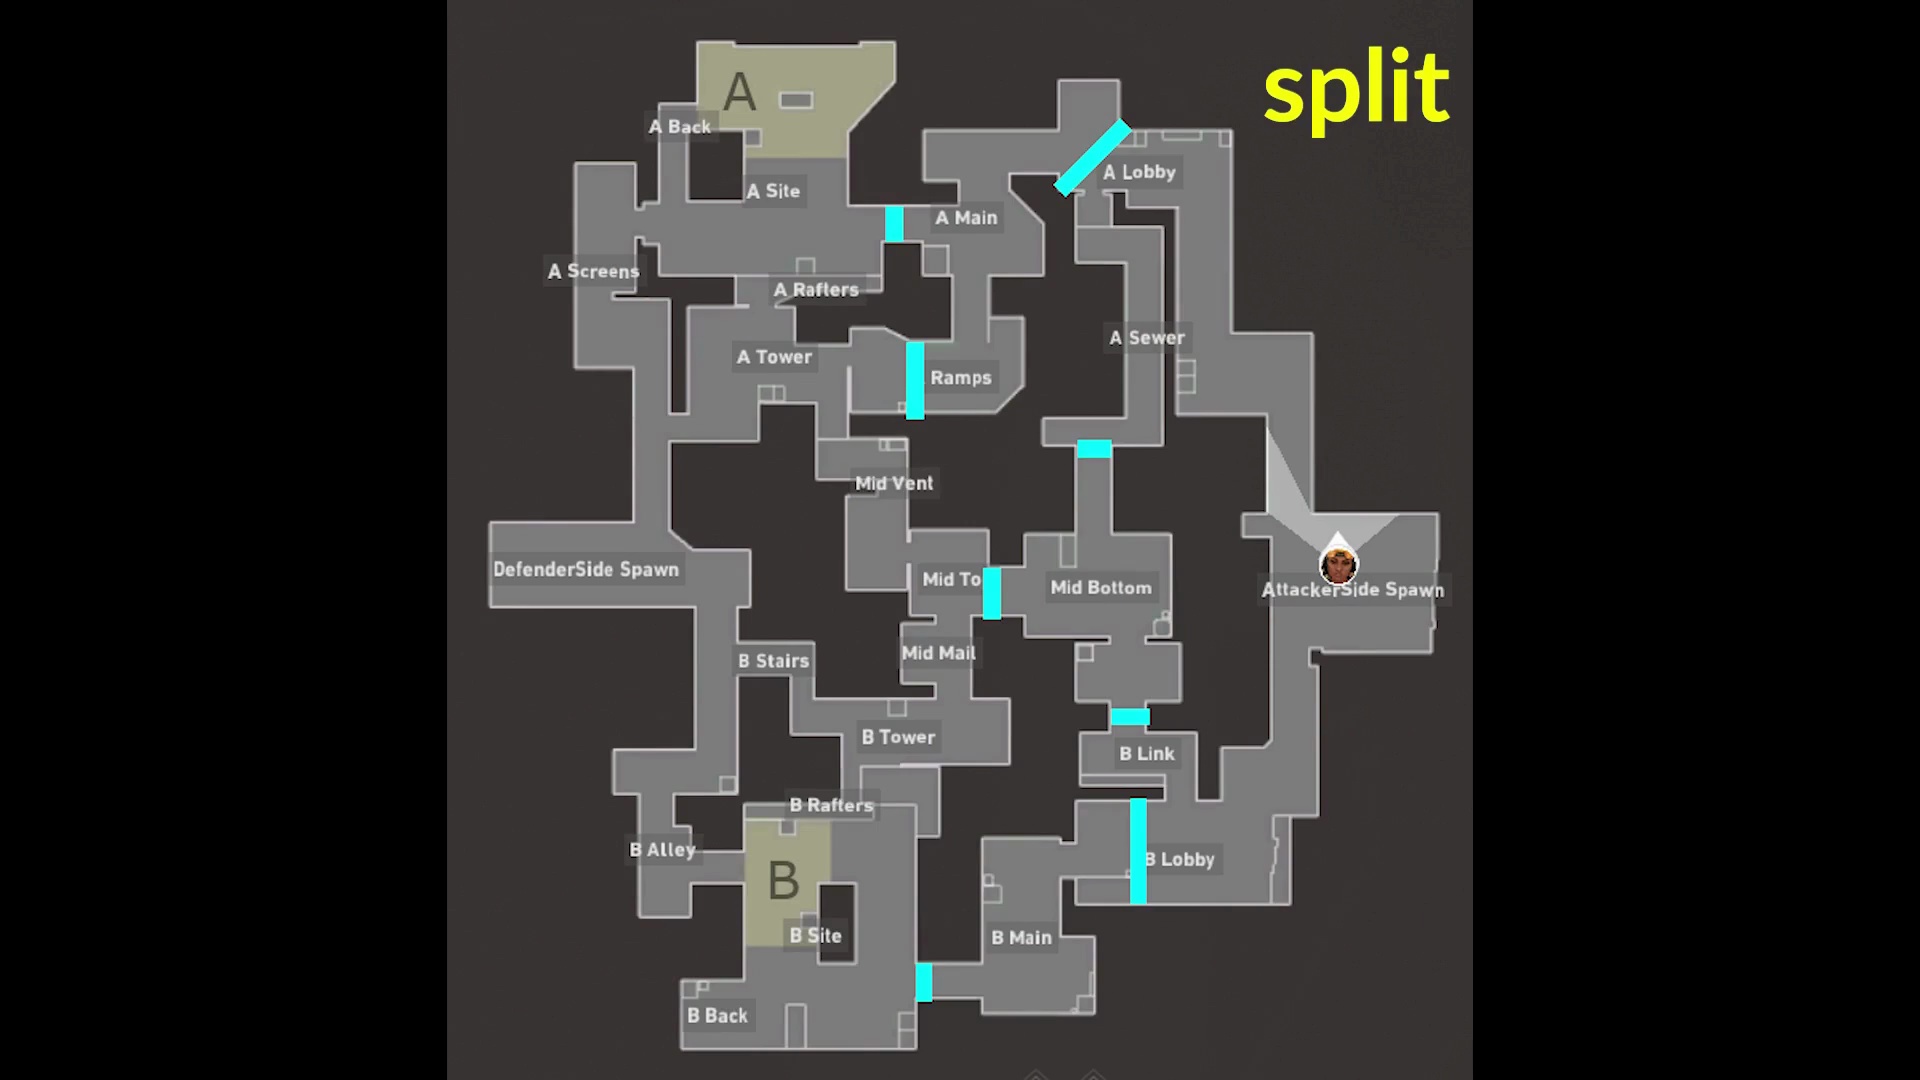 split
A
A Back
A Lobby
A Site
A Main
A Screens
A Rafters
A Sewer
A Tower
Ramps
Mid Vent
DefenderSide Spawn
Mid To
Mid Bottom
AttackerSide Spawn
B Stairs
Mid Mail
B Tower
B Link
B Rafters
B Alley
B Lobby
B
B Site
B Main
B Back